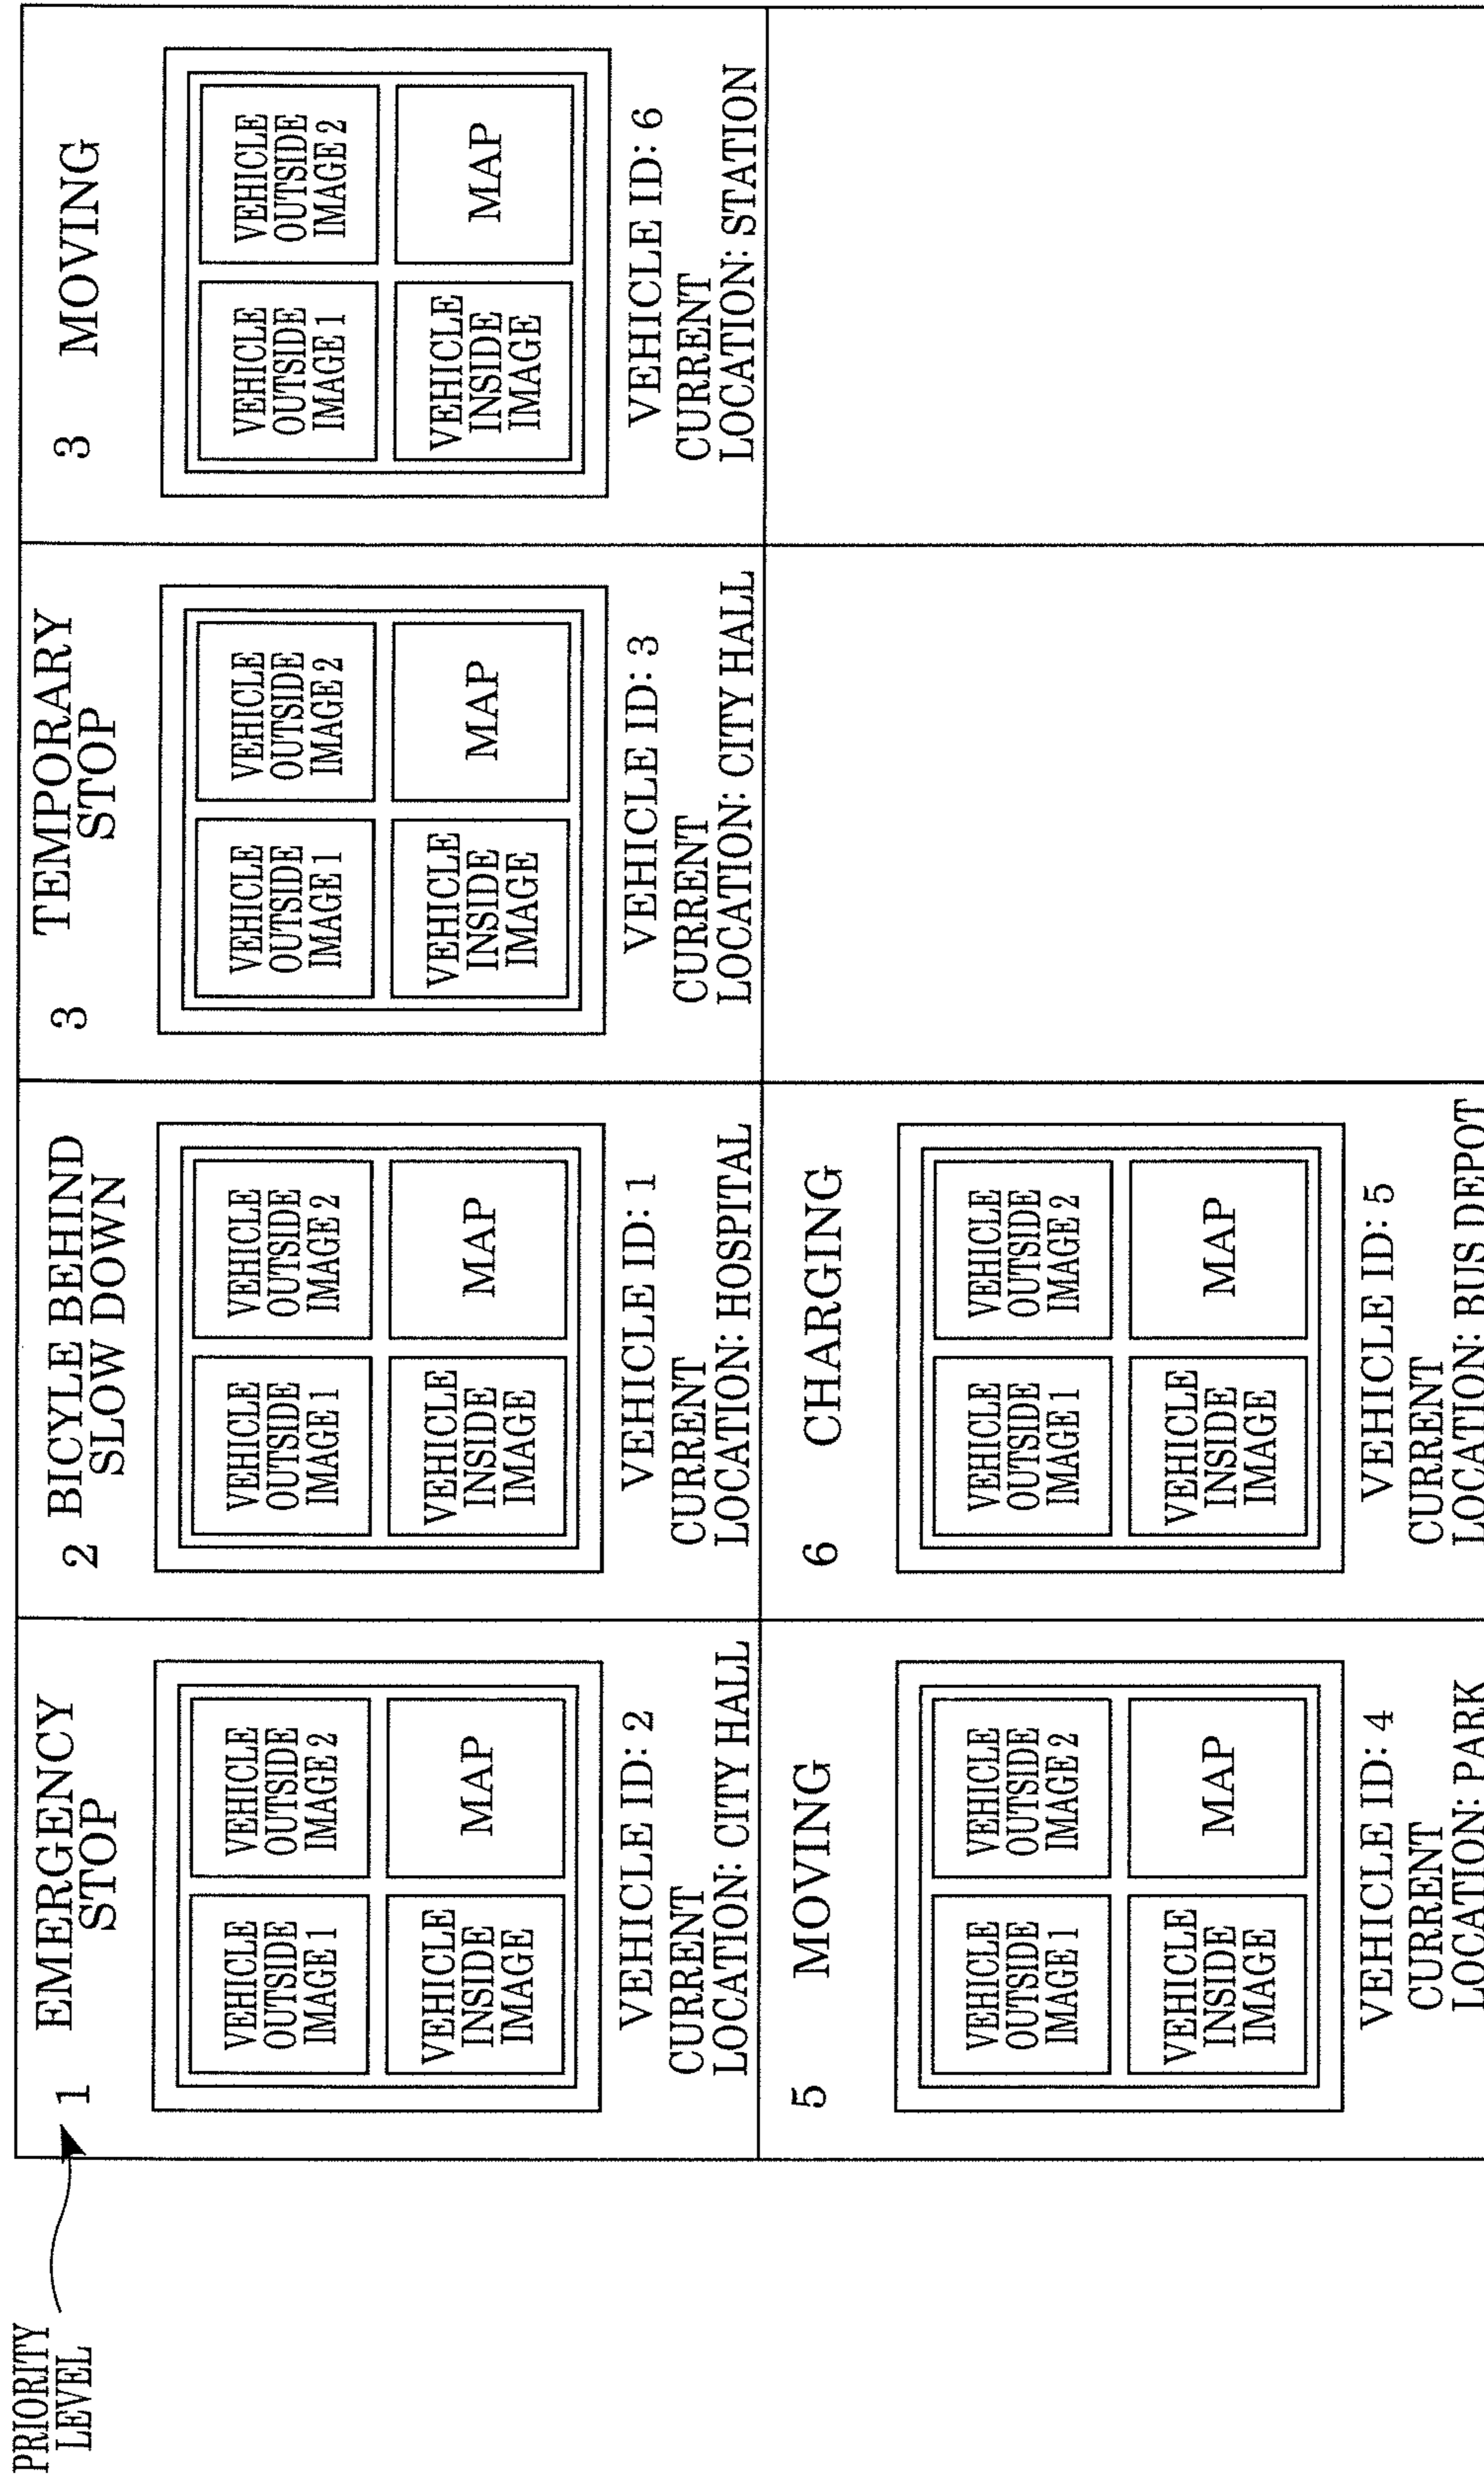 PRIORITY
LEVEL
1 EMERGENCY
STOP
VEHICLE
OUTSIDE
IMAGE 1
VEHICLE
OUTSIDE
IMAGE 2
VEHICLE
INSIDE
IMAGE
MAP
VEHICLE ID: 2
CURRENT
LOCATION: CITY HALL
2 BICYLE BEHIND
SLOW DOWN
VEHICLE
OUTSIDE
IMAGE 1
VEHICLE
OUTSIDE
IMAGE 2
VEHICLE
INSIDE
IMAGE
MAP
VEHICLE ID: 1
CURRENT
LOCATION: HOSPITAL
3 TEMPORARY
STOP
VEHICLE
OUTSIDE
IMAGE 1
VEHICLE
OUTSIDE
IMAGE 2
VEHICLE
INSIDE
IMAGE
MAP
VEHICLE ID: 3
CURRENT
LOCATION: CITY HALL
3 MOVING
VEHICLE
OUTSIDE
IMAGE 1
VEHICLE
OUTSIDE
IMAGE 2
VEHICLE
INSIDE
IMAGE
MAP
VEHICLE ID: 6
CURRENT
LOCATION: STATION
5 MOVING
VEHICLE
OUTSIDE
IMAGE 1
VEHICLE
OUTSIDE
IMAGE 2
VEHICLE
INSIDE
IMAGE
MAP
VEHICLE ID: 4
CURRENT
LOCATION: PARK
6 CHARGING
VEHICLE
OUTSIDE
IMAGE 1
VEHICLE
OUTSIDE
IMAGE 2
VEHICLE
INSIDE
IMAGE
MAP
VEHICLE ID: 5
CURRENT
LOCATION: BUS DEPOT